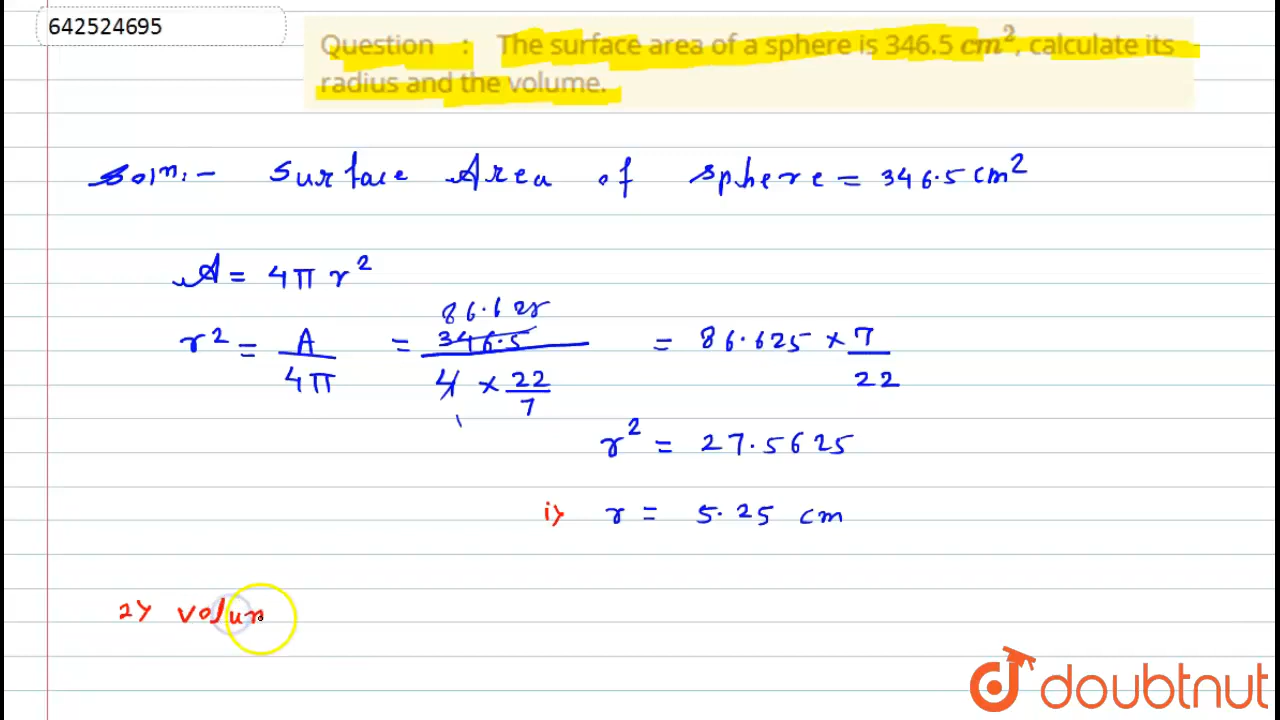 642524695
Question : The surface area of a sphere is 346.5 cm², calculate its
radius and the volume.
Soln:- Surface Area of sphere = 346.5 cm²
A = 4π r²
r² = A/4π = 86.625 346.5/4 × 22/7 = 86.625 × 7/22
r² = 27.5625
i) r = 5.25 cm
2) volum
doubtnut